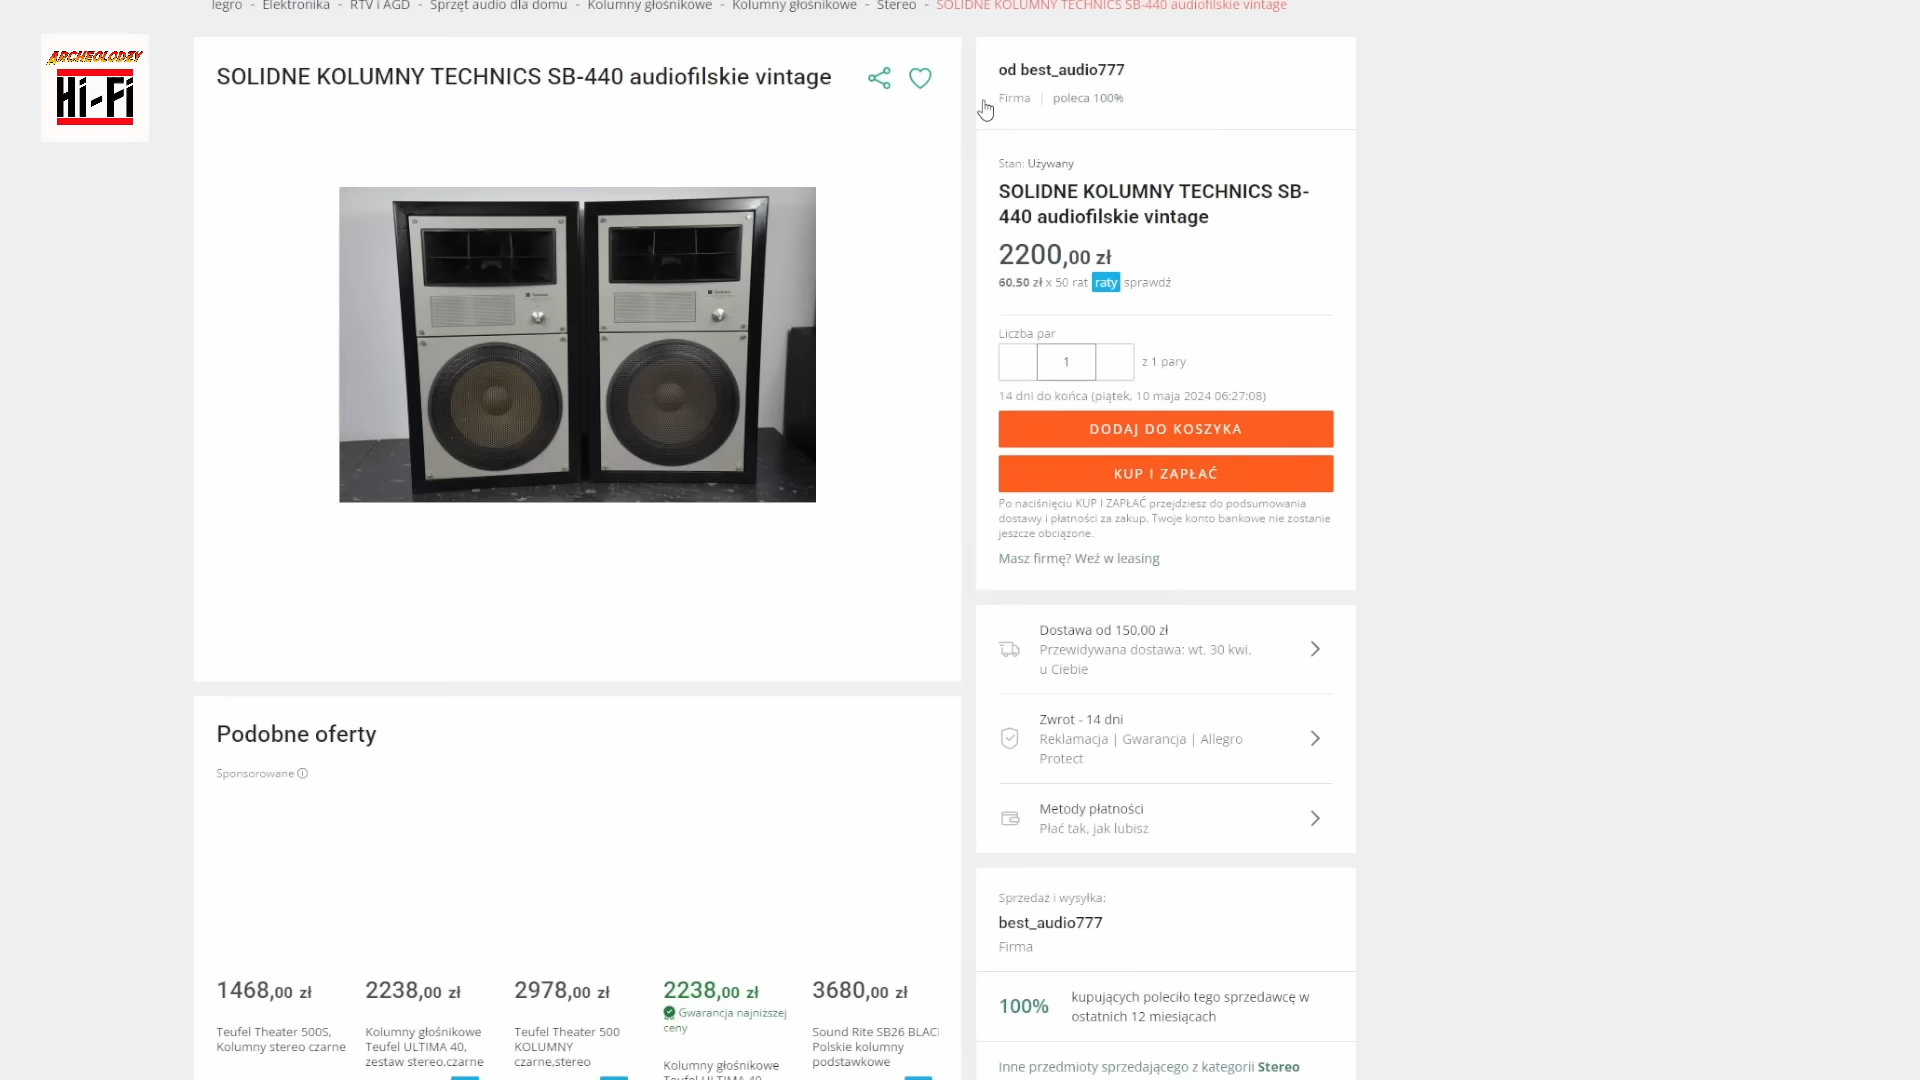 legro - Elektronika - RTV i AGD - Sprzęt audio dla domu - Kolumny głośnikowe - Kolumny głośnikowe - Stereo - SOLIDNE KOLUMNY TECHNICS SB-440 audiofilskie vintage
ARCHEOLODZY
Hi-Fi
SOLIDNE KOLUMNY TECHNICS SB-440 audiofilskie vintage
od best_audio777
Firma | poleca 100%
Stan: Używany
SOLIDNE KOLUMNY TECHNICS SB-
440 audiofilskie vintage
2200,00 zł
60,50 zł x 50 rat raty sprawdź
Liczba par
1 z 1 pary
14 dni do końca (piątek, 10 maja 2024 06:27:08)
DODAJ DO KOSZYKA
KUP I ZAPŁAĆ
Po naciśnięciu KUP I ZAPŁAĆ przejdziesz do podsumowania
dostawy i płatności za zakup. Twoje konto bankowe nie zostanie
jeszcze obciążone.
Masz firmę? Weź w leasing
Dostawa od 150,00 zł
Przewidywana dostawa: wt. 30 kwi.
u Ciebie
Zwrot - 14 dni
Reklamacja | Gwarancja | Allegro
Protect
Metody płatności
Płać tak, jak lubisz
Sprzedaż i wysyłka:
best_audio777
Firma
100%
kupujących poleciło tego sprzedawcę w
ostatnich 12 miesiącach
Inne przedmioty sprzedającego z kategorii Stereo
Podobne oferty
Sponsorowane
1468,00 zł
Teufel Theater 500S,
Kolumny stereo czarne
2238,00 zł
Kolumny głośnikowe
Teufel ULTIMA 40,
zestaw stereo,czarne
2978,00 zł
Teufel Theater 500
KOLUMNY
czarne,stereo
2238,00 zł
Gwarancja najniższej
ceny
Kolumny głośnikowe
Teufel ULTIMA 40
3680,00 zł
Sound Rite SB26 BLAC
Polskie kolumny
podstawkowe